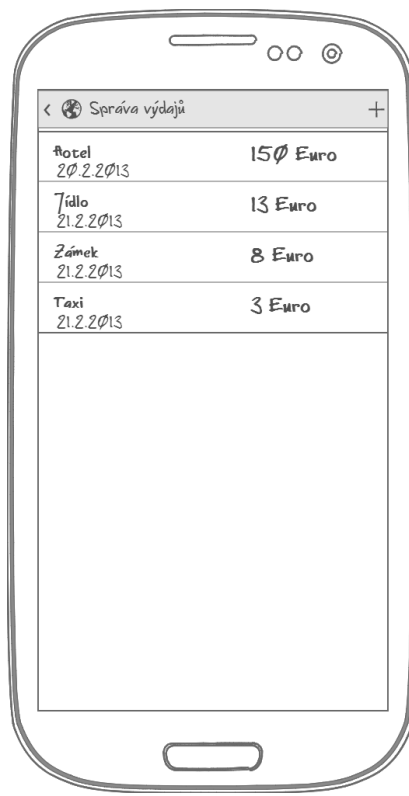 Správa výdajů
Hotel 150 Euro
20.2.2013
Jídlo 13 Euro
21.2.2013
Zámek 8 Euro
21.2.2013
Taxi 3 Euro
21.2.2013